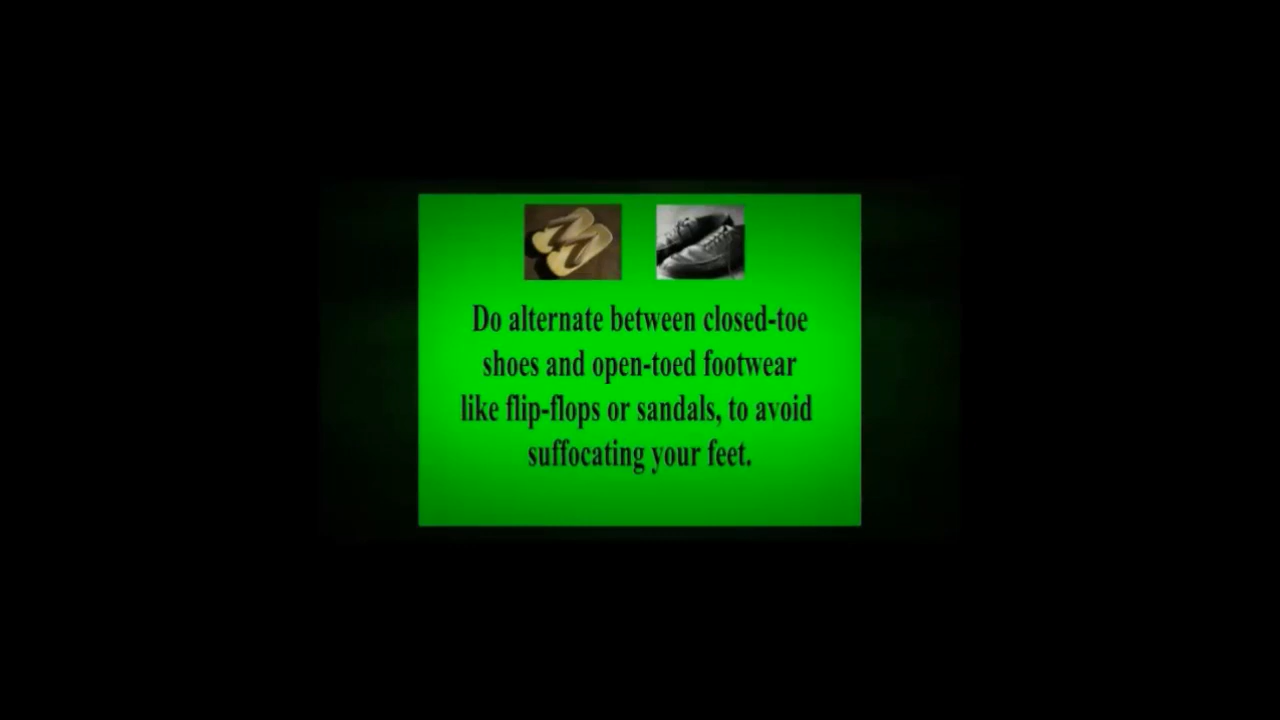 Do alternate between closed-toe
shoes and open-toed footwear
like flip-flops or sandals, to avoid
suffocating your feet.